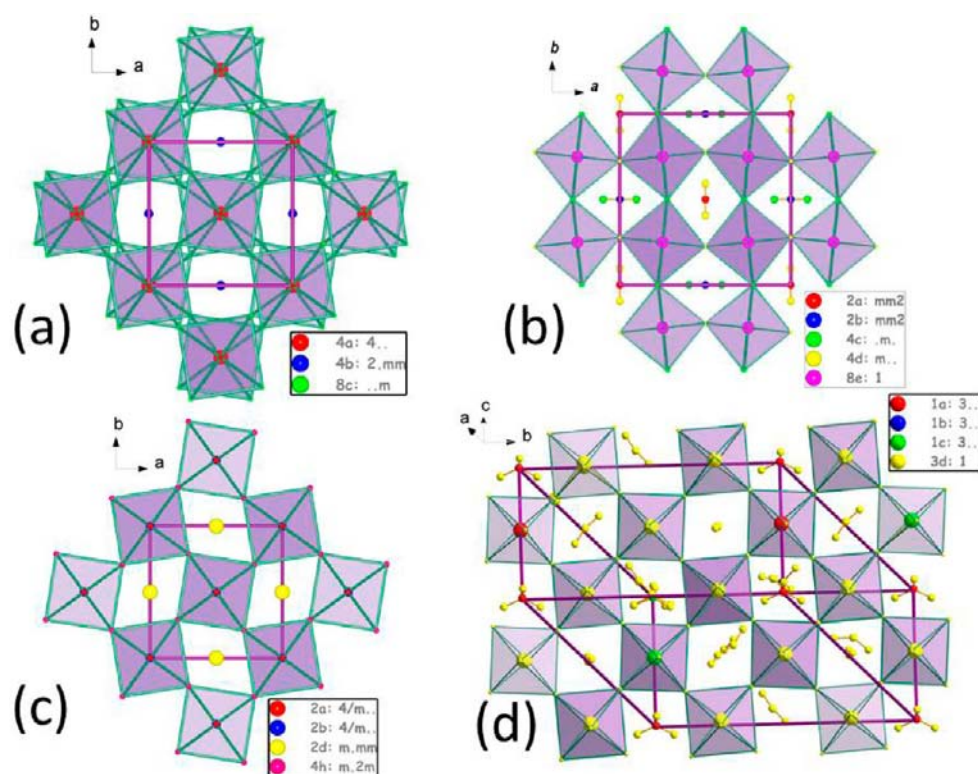 b
a
(a)
4a: 4..
4b: 2.mm
8c: ..m
b
a
(b)
2a: mm2
2b: mm2
4c: .m.
4d: m..
8e: 1
b
a
(c)
2a: 4/m..
2b: 4/m..
2d: m.mm
4h: m.2m
a
c
b
1a: 3..
1b: 3..
1c: 3..
3d: 1
(d)